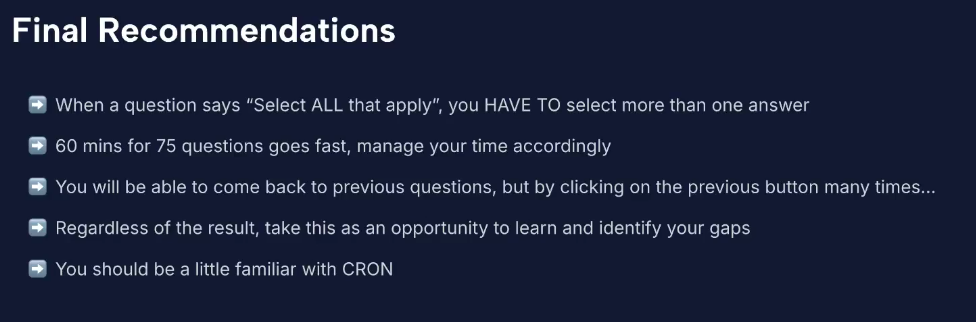 Final Recommendations
➡️ When a question says “Select ALL that apply”, you HAVE TO select more than one answer
➡️ 60 mins for 75 questions goes fast, manage your time accordingly
➡️ You will be able to come back to previous questions, but by clicking on the previous button many times...
➡️ Regardless of the result, take this as an opportunity to learn and identify your gaps
➡️ You should be a little familiar with CRON